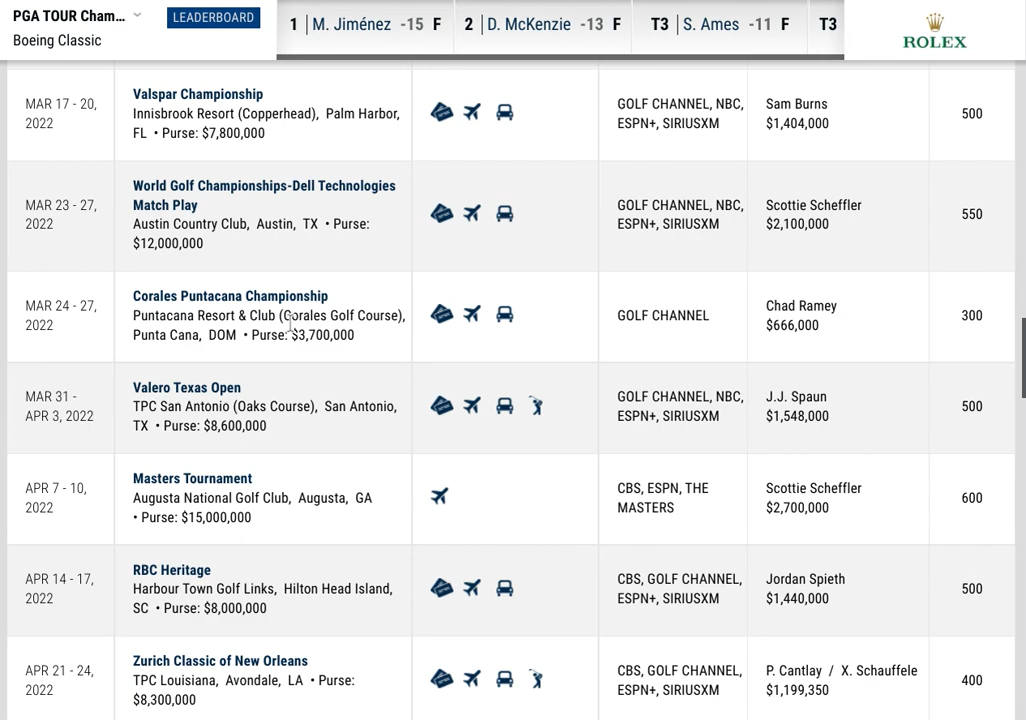 PGA TOUR Cham...
Boeing Classic
LEADERBOARD
1 M. Jiménez -15 F
2 D. McKenzie -13 F
T3 S. Ames -11 F
T3
ROLEX
MAR 17 - 20,
2022
Valspar Championship
Innisbrook Resort (Copperhead), Palm Harbor,
FL • Purse: $7,800,000
GOLF CHANNEL, NBC,
ESPN+, SIRIUSXM
Sam Burns
$1,404,000
500
MAR 23 - 27,
2022
World Golf Championships-Dell Technologies
Match Play
Austin Country Club, Austin, TX • Purse:
$12,000,000
GOLF CHANNEL, NBC,
ESPN+, SIRIUSXM
Scottie Scheffler
$2,100,000
550
MAR 24 - 27,
2022
Corales Puntacana Championship
Puntacana Resort & Club (Corales Golf Course),
Punta Cana, DOM • Purse: $3,700,000
GOLF CHANNEL
Chad Ramey
$666,000
300
MAR 31 -
APR 3, 2022
Valero Texas Open
TPC San Antonio (Oaks Course), San Antonio,
TX • Purse: $8,600,000
GOLF CHANNEL, NBC,
ESPN+, SIRIUSXM
J.J. Spaun
$1,548,000
500
APR 7 - 10,
2022
Masters Tournament
Augusta National Golf Club, Augusta, GA
• Purse: $15,000,000
CBS, ESPN, THE
MASTERS
Scottie Scheffler
$2,700,000
600
APR 14 - 17,
2022
RBC Heritage
Harbour Town Golf Links, Hilton Head Island,
SC • Purse: $8,000,000
CBS, GOLF CHANNEL,
ESPN+, SIRIUSXM
Jordan Spieth
$1,440,000
500
APR 21 - 24,
2022
Zurich Classic of New Orleans
TPC Louisiana, Avondale, LA • Purse:
$8,300,000
CBS, GOLF CHANNEL,
ESPN+, SIRIUSXM
P. Cantlay / X. Schauffele
$1,199,350
400